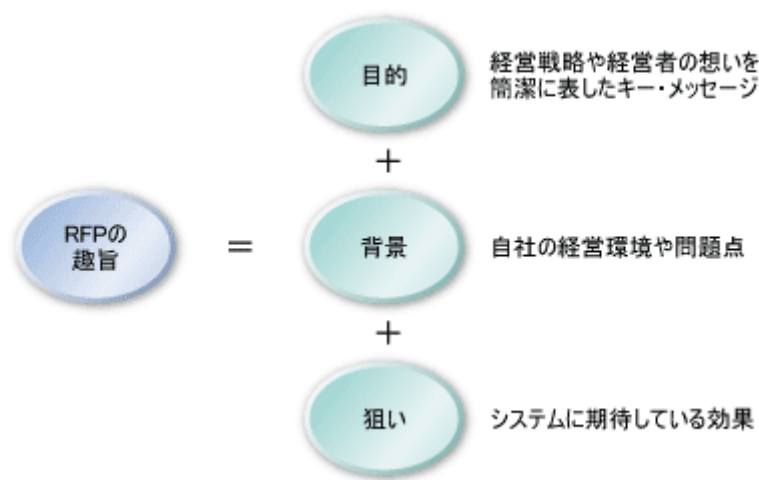 目的
経営戦略や経営者の想いを
簡潔に表したキー・メッセージ
＋
RFPの
趣旨
＝
背景
自社の経営環境や問題点
＋
狙い
システムに期待している効果